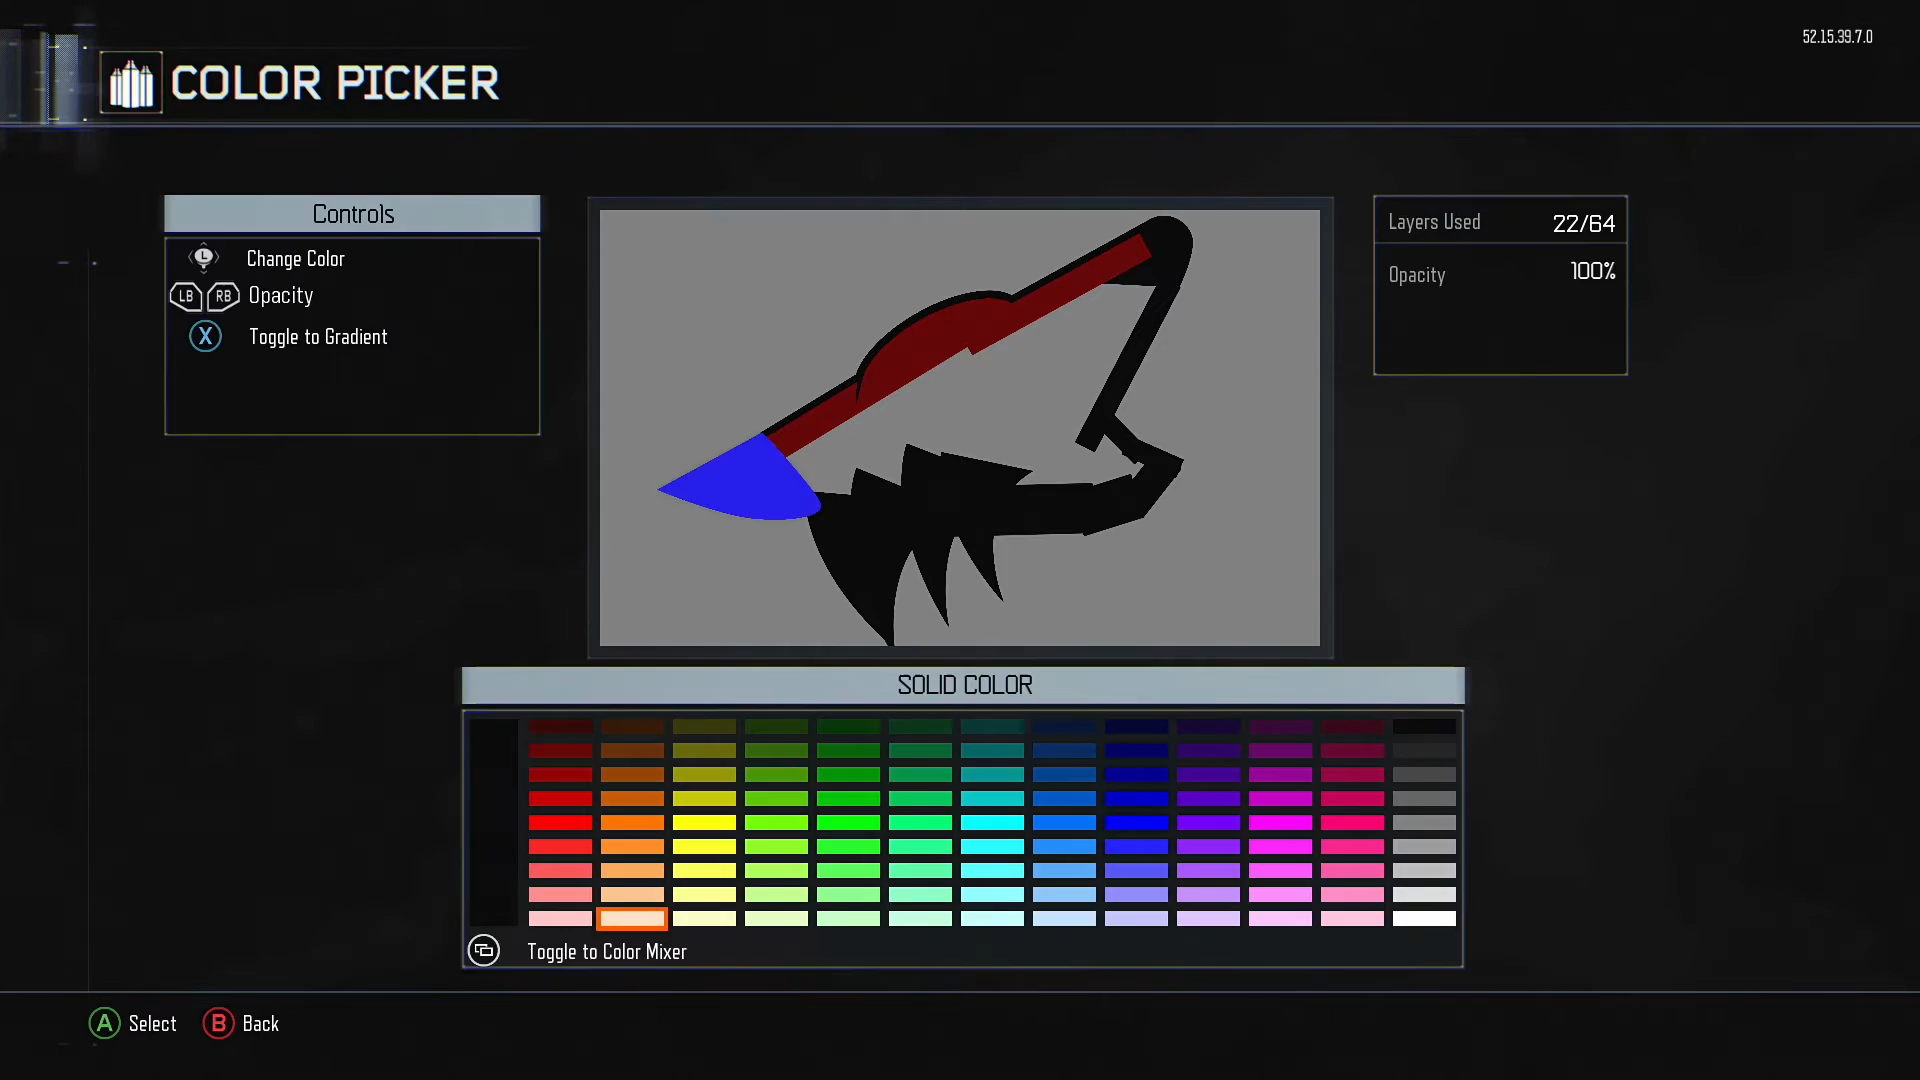 52.15.39.7.0
COLOR PICKER
Controls
L Change Color
LB RB Opacity
X Toggle to Gradient
Layers Used 22/64
Opacity 100%
SOLID COLOR
Toggle to Color Mixer
A Select B Back